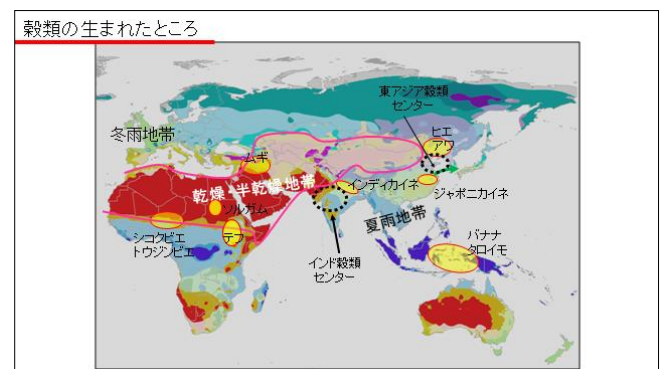 穀類の生まれたところ
東アジア穀類
センター
冬雨地帯
ヒエ
アワ
ムギ
乾燥・半乾燥地帯
インディカイネ
ジャポニカイネ
ソルガム
夏雨地帯
シコクビエ
トウジンビエ
テフ
バナナ
タロイモ
インド穀類
センター